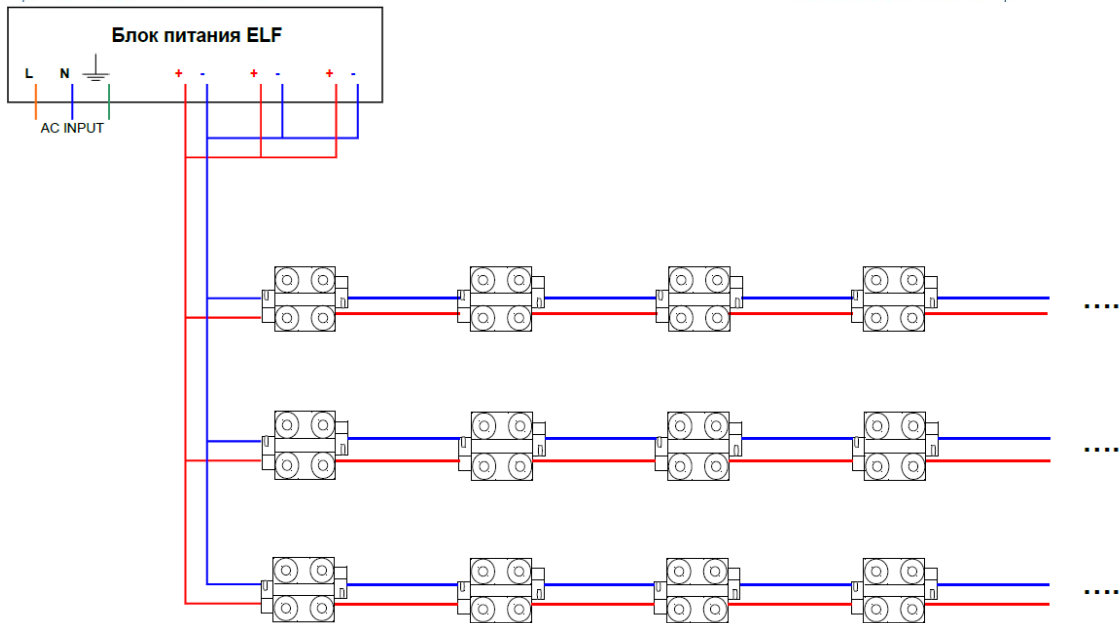 Блок питания ELF
L N + - + - + -
AC INPUT
....
....
....